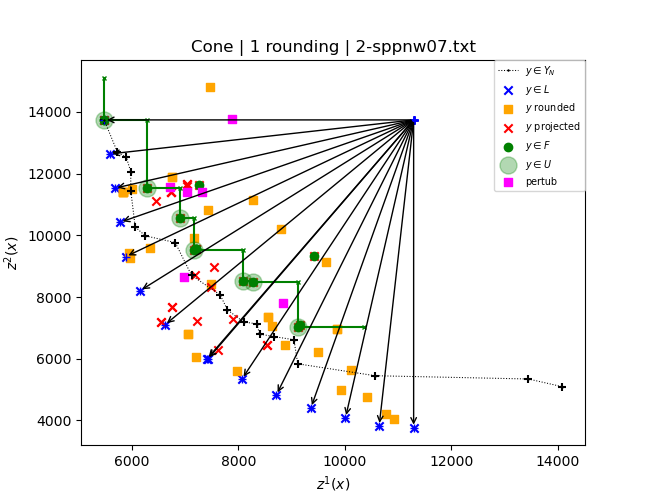 Cone | 1 rounding | 2-sppnw07.txt
y ∈ Y_N
y ∈ L
y rounded
y projected
y ∈ F
y ∈ U
pertub
14000
12000
10000
8000
6000
4000
z²(x)
6000 8000 10000 12000 14000
z¹(x)